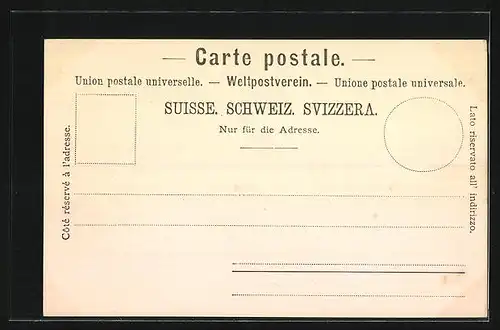 — Carte postale. —
Union postale universelle. — Weltpostverein. — Unione postale universale.
SUISSE. SCHWEIZ. SVIZZERA.
Nur für die Adresse.
Côté réservé à l'adresse.
Lato riservato all' indirizzo.